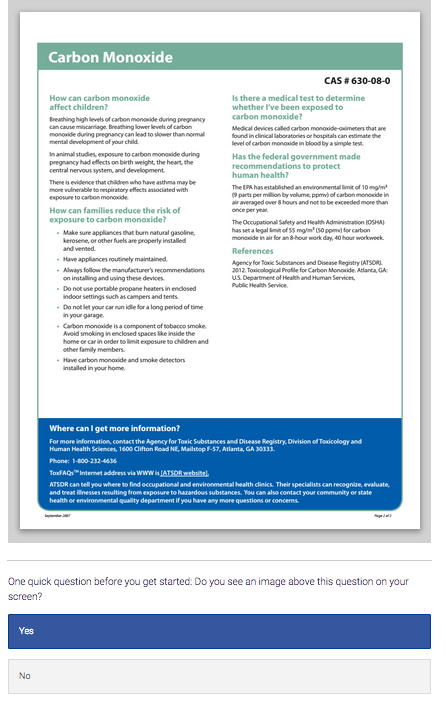 Carbon Monoxide
CAS # 630-08-0
How can carbon monoxide
affect children?
Breathing high levels of carbon monoxide during pregnancy
can cause miscarriage. Breathing lower levels of carbon
monoxide during pregnancy can lead to slower than normal
mental development of your child.
In animal studies, exposure to carbon monoxide during
pregnancy had effects on birth weight, the heart, the
central nervous system, and development.
There is evidence that children who have asthma may be
more vulnerable to respiratory effects associated with
exposure to carbon monoxide.
How can families reduce the risk of
exposure to carbon monoxide?
• Make sure appliances that burn natural gasoline,
kerosene, or other fuels are properly installed
and vented.
• Have appliances routinely maintained.
• Always follow the manufacturer's recommendations
on installing and using these devices.
• Do not use portable propane heaters in enclosed
indoor settings such as campers and tents.
• Do not let your car run idle for a long period of time
in your garage.
• Carbon monoxide is a component of tobacco smoke.
Avoid smoking in enclosed spaces like inside the
home or car in order to limit exposure to children and
other family members.
• Have carbon monoxide and smoke detectors
installed in your home.
Is there a medical test to determine
whether I've been exposed to
carbon monoxide?
Medical devices called carbon monoxide-oximeters that are
found in clinical laboratories or hospitals can estimate the
level of carbon monoxide in blood by a simple test.
Has the federal government made
recommendations to protect
human health?
The EPA has established an environmental limit of 10 mg/m³
(9 parts per million by volume, ppmv) of carbon monoxide in
air averaged over 8 hours and not to be exceeded more than
once per year.
The Occupational Safety and Health Administration (OSHA)
has set a legal limit of 55 mg/m³ (50 ppmv) for carbon
monoxide in air for an 8-hour work day, 40 hour workweek.
References
Agency for Toxic Substances and Disease Registry (ATSDR).
2012. Toxicological Profile for Carbon Monoxide. Atlanta, GA:
U.S. Department of Health and Human Services,
Public Health Service.
Where can I get more information?
For more information, contact the Agency for Toxic Substances and Disease Registry, Division of Toxicology and
Human Health Sciences, 1600 Clifton Road NE, Mailstop F-57, Atlanta, GA 30333.
Phone: 1-800-232-4636
ToxFAQs™ Internet address via WWW is [ATSDR website].
ATSDR can tell you where to find occupational and environmental health clinics. Their specialists can recognize, evaluate,
and treat illnesses resulting from exposure to hazardous substances. You can also contact your community or state
health or environmental quality department if you have any more questions or concerns.
September 2007
Page 2 of 2
One quick question before you get started: Do you see an image above this question on your
screen?
Yes
No